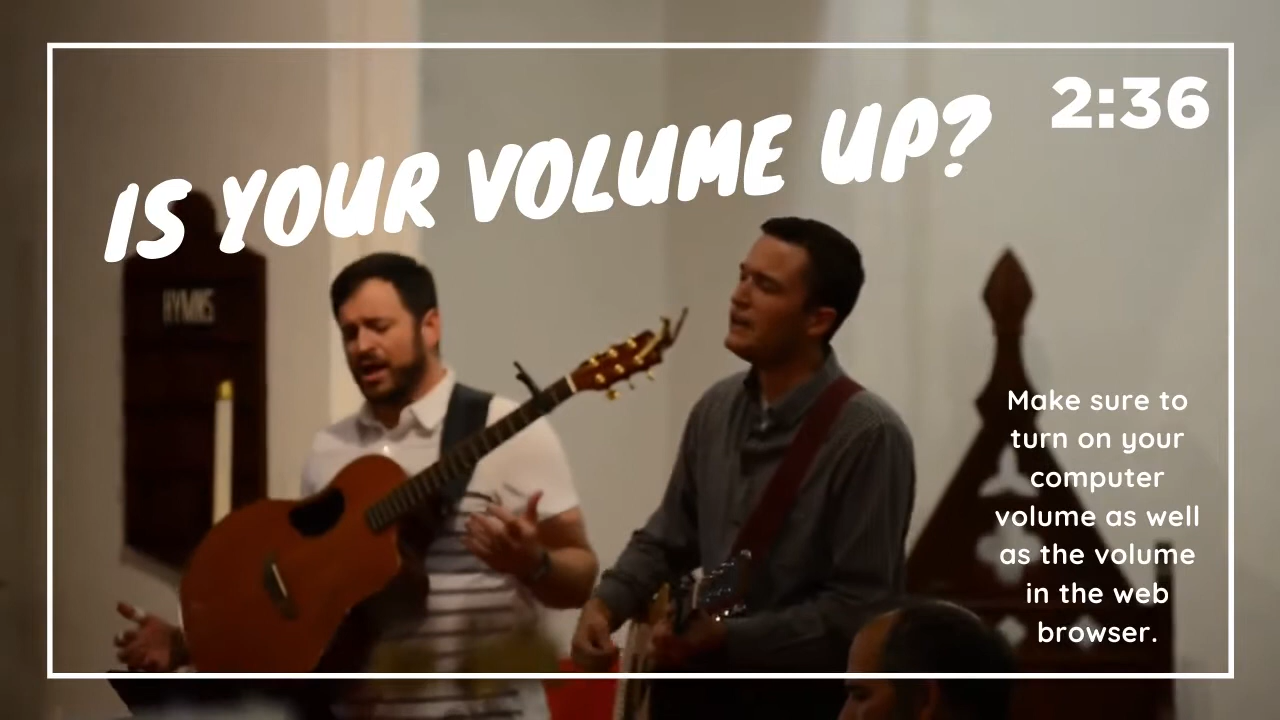 2:36
IS YOUR VOLUME UP?
HYMNS
Make sure to
turn on your
computer
volume as well
as the volume
in the web
browser.